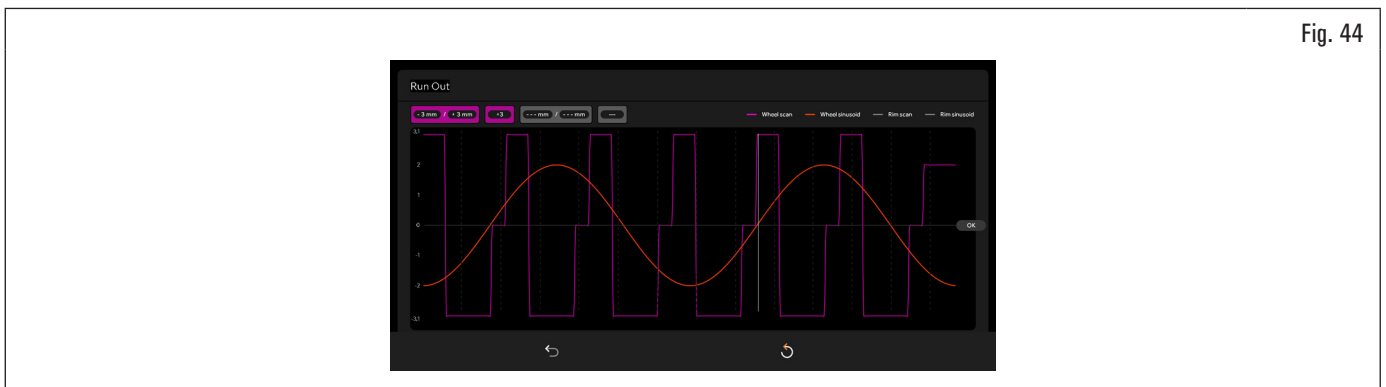 Fig. 44
Run Out
- 3 mm / + 3 mm +3 - - - mm / - - - mm ---
Wheel scan Wheel sinusoid Rim scan Rim sinusoid
3,1
2
1
0
OK
-1
-2
-3,1